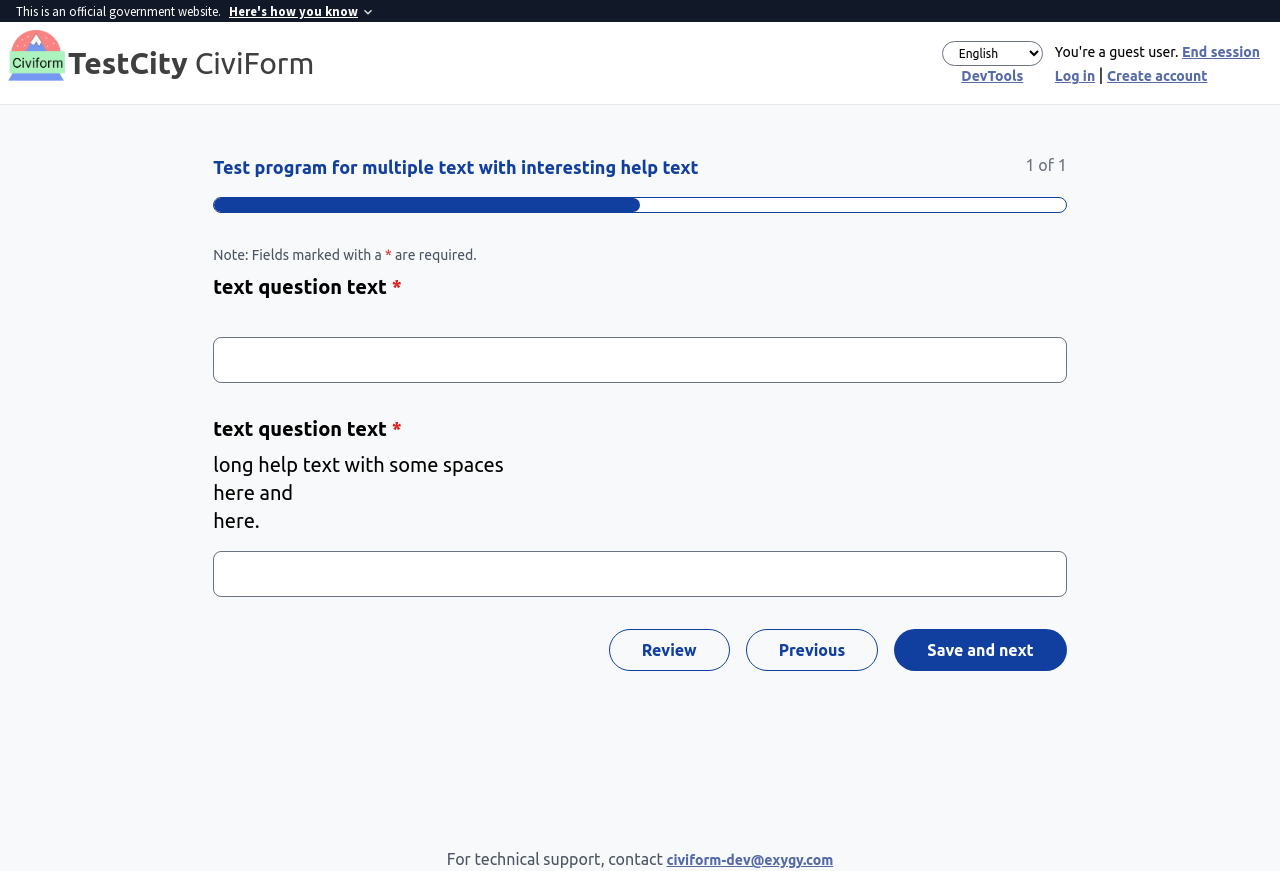 This is an official government website. Here's how you know
Civiform
TestCity CiviForm
English
You're a guest user. End session
DevTools
Log in | Create account
Test program for multiple text with interesting help text
1 of 1
Note: Fields marked with a * are required.
text question text *
text question text *
long help text with some spaces
here and
here.
Review
Previous
Save and next
For technical support, contact civiform-dev@exygy.com